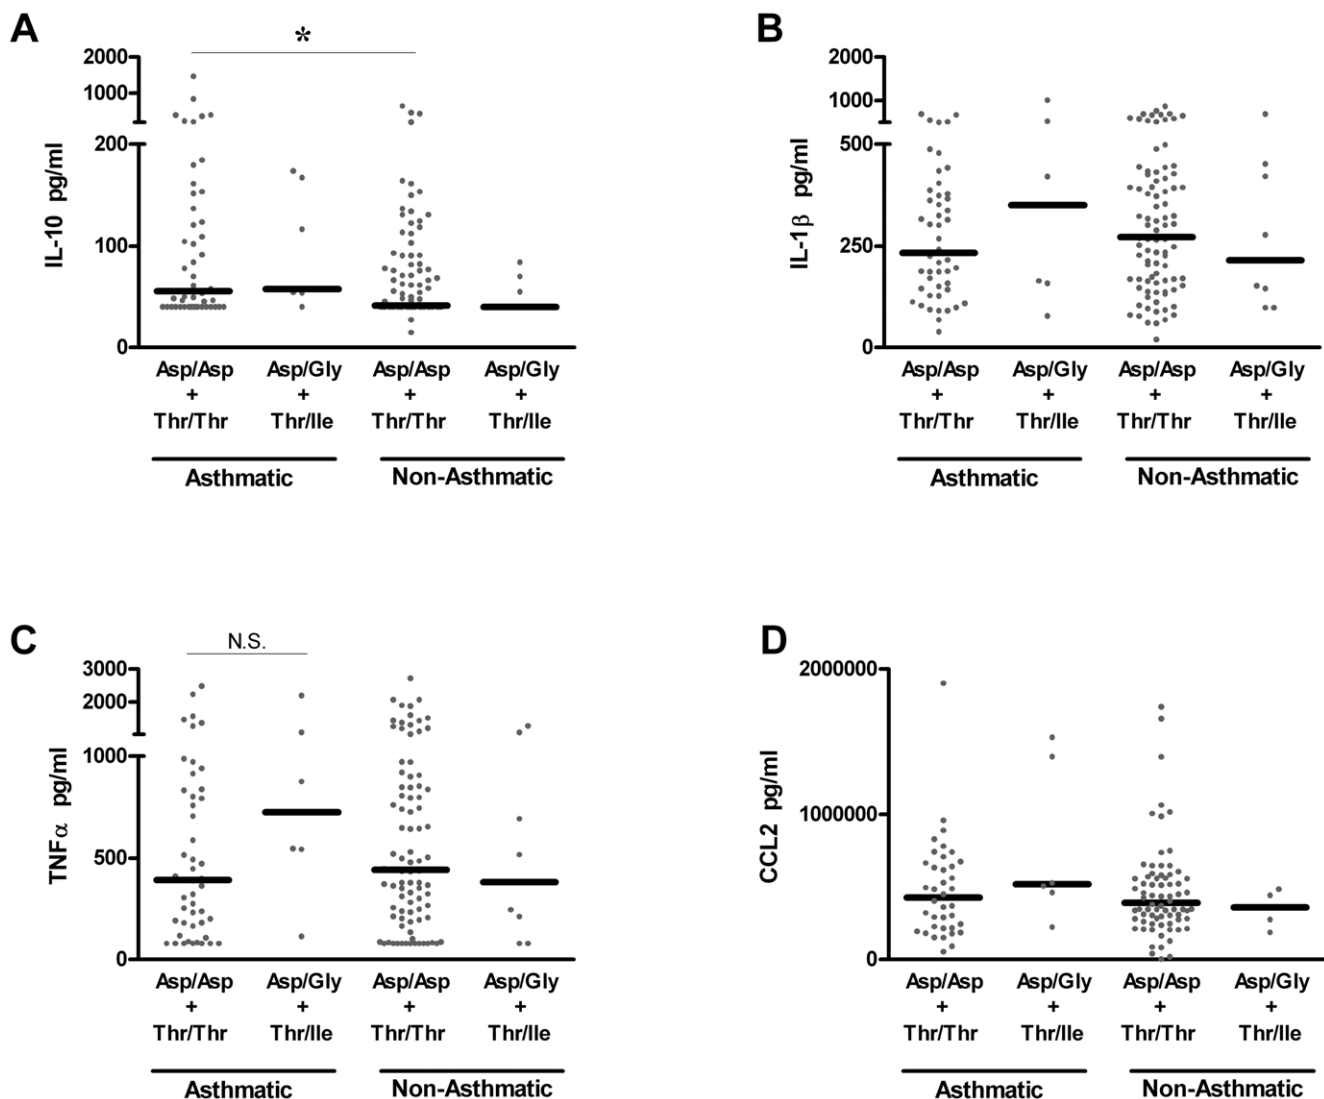 A
*
2000
1000
200
100
0
IL-10 pg/ml
Asp/Asp Asp/Gly Asp/Asp Asp/Gly
+ + + +
Thr/Thr Thr/Ile Thr/Thr Thr/Ile
Asthmatic Non-Asthmatic
B
2000
1000
500
250
0
IL-1β pg/ml
Asp/Asp Asp/Gly Asp/Asp Asp/Gly
+ + + +
Thr/Thr Thr/Ile Thr/Thr Thr/Ile
Asthmatic Non-Asthmatic
C
N.S.
3000
2000
1000
500
0
TNFα pg/ml
Asp/Asp Asp/Gly Asp/Asp Asp/Gly
+ + + +
Thr/Thr Thr/Ile Thr/Thr Thr/Ile
Asthmatic Non-Asthmatic
D
2000000
1000000
0
CCL2 pg/ml
Asp/Asp Asp/Gly Asp/Asp Asp/Gly
+ + + +
Thr/Thr Thr/Ile Thr/Thr Thr/Ile
Asthmatic Non-Asthmatic